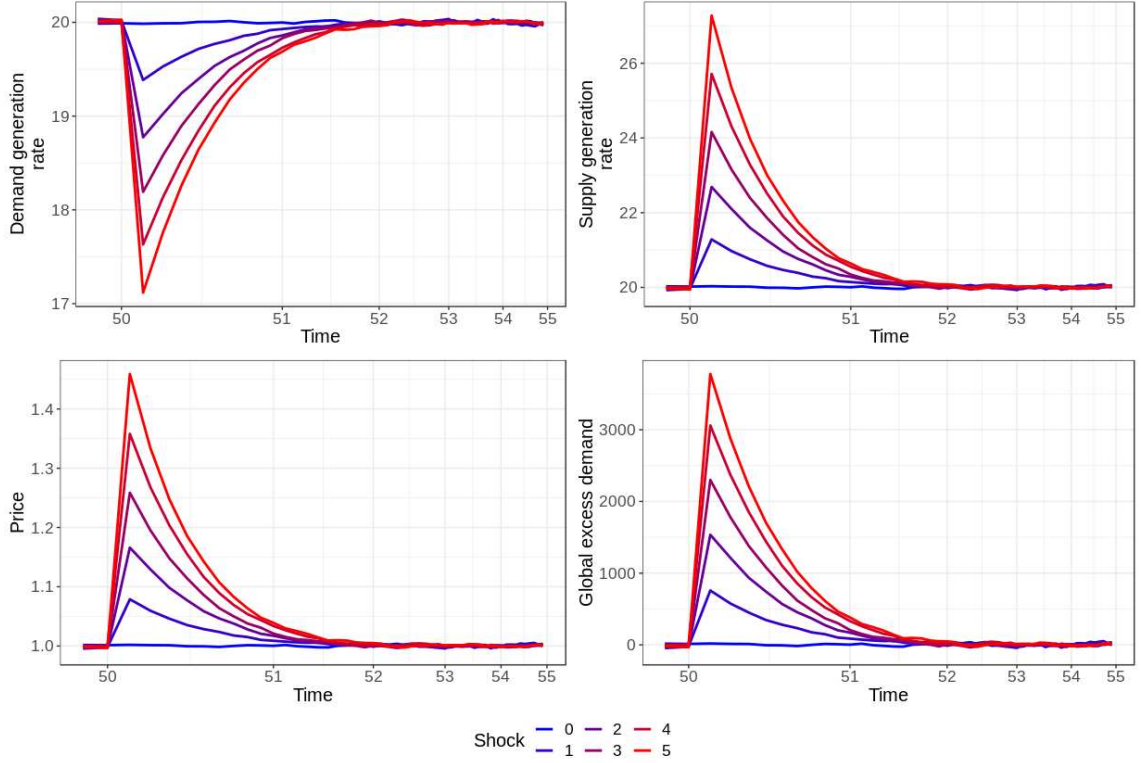 20
19
18
17
Demand generation
rate
50 51 52 53 54 55
Time
26
24
22
20
Supply generation
rate
50 51 52 53 54 55
Time
1.4
1.3
1.2
1.1
1.0
Price
50 51 52 53 54 55
Time
3000
2000
1000
0
Global excess demand
50 51 52 53 54 55
Time
Shock
0 2 4
1 3 5